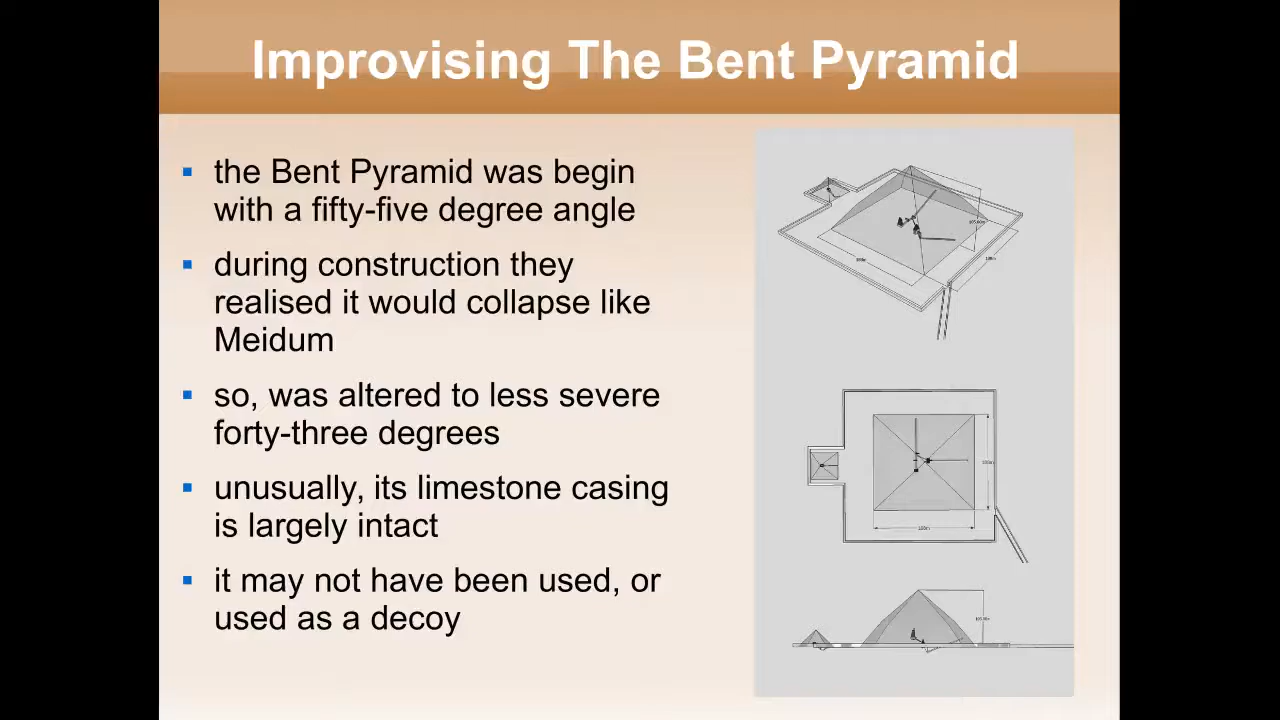 Improvising The Bent Pyramid
the Bent Pyramid was begin
with a fifty-five degree angle
during construction they
realised it would collapse like
Meidum
so, was altered to less severe
forty-three degrees
unusually, its limestone casing
is largely intact
it may not have been used, or
used as a decoy